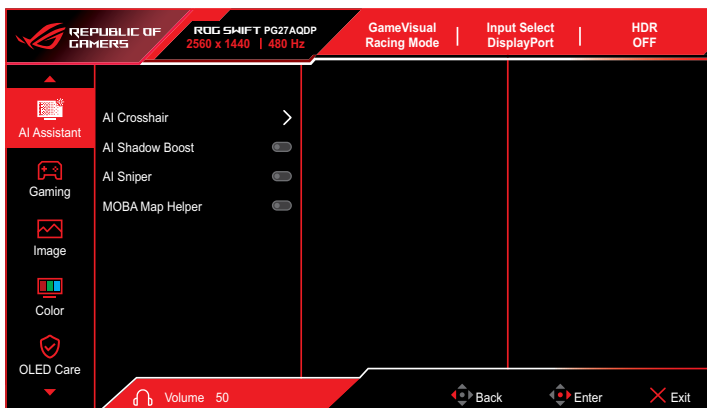 REPUBLIC OF
GAMERS
ROG SWIFT PG27AQDP
2560 x 1440 | 480 Hz
GameVisual
Racing Mode
Input Select
DisplayPort
HDR
OFF
AI Assistant
Gaming
Image
Color
OLED Care
AI Crosshair
AI Shadow Boost
AI Sniper
MOBA Map Helper
Volume 50
Back
Enter
Exit